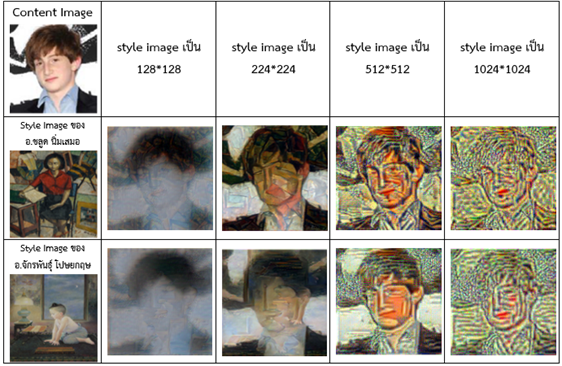 Content Image
style image เป็น
128*128
style image เป็น
224*224
style image เป็น
512*512
style image เป็น
1024*1024
Style Image ของ
อ.ชลูด นิ่มเสมอ
Style Image ของ
อ.จักรพันธุ์ โปษยกฤษ